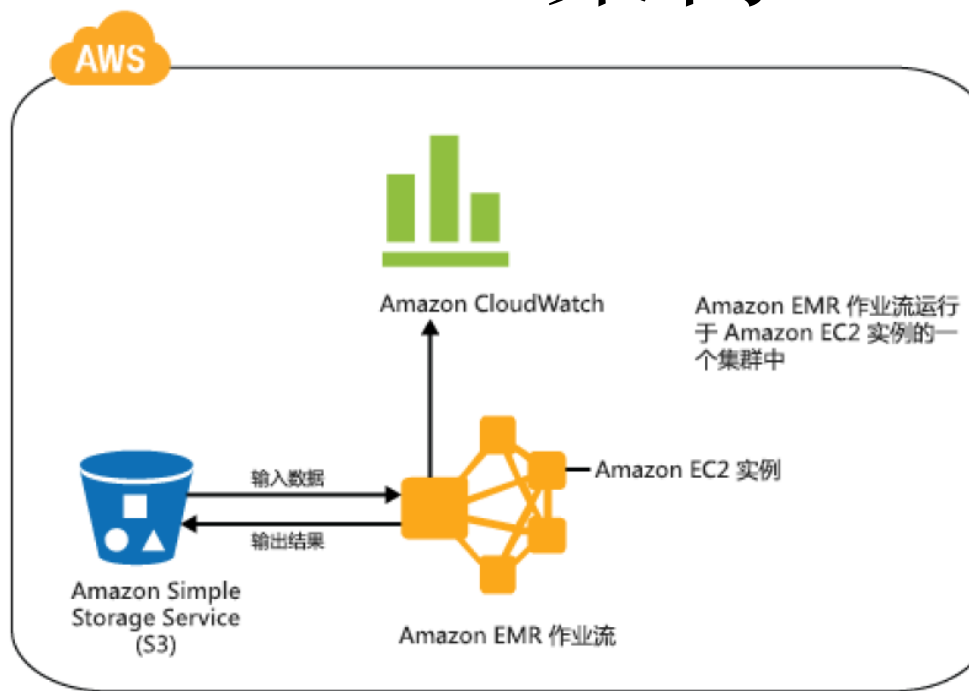 AWS
Amazon CloudWatch
Amazon EMR 作业流运行
于 Amazon EC2 实例的一
个集群中
Amazon EC2 实例
输入数据
输出结果
Amazon Simple
Storage Service
(S3)
Amazon EMR 作业流